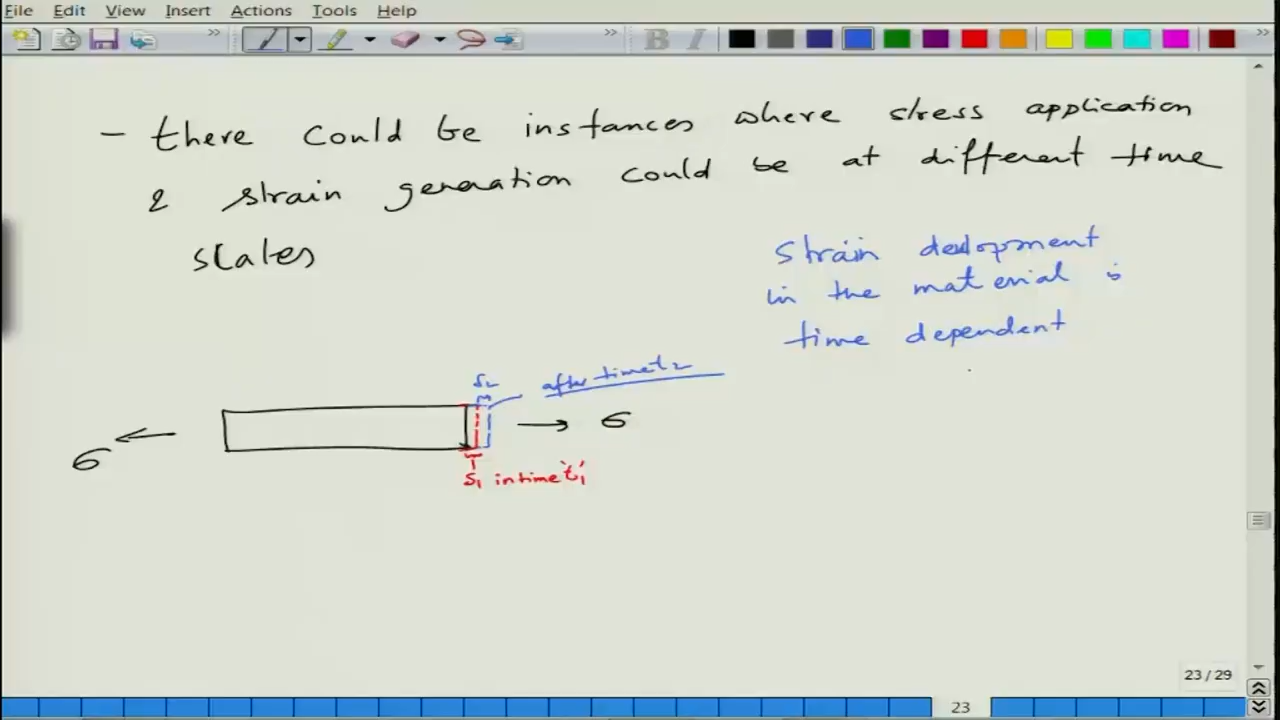 File Edit View Insert Actions Tools Help
- there could be instances where stress application
& strain generation could be at different time
scales
strain development
in the material is
time dependent
δ2 after time t2
σ
σ
δ1 in time 't1'
23 / 29
23